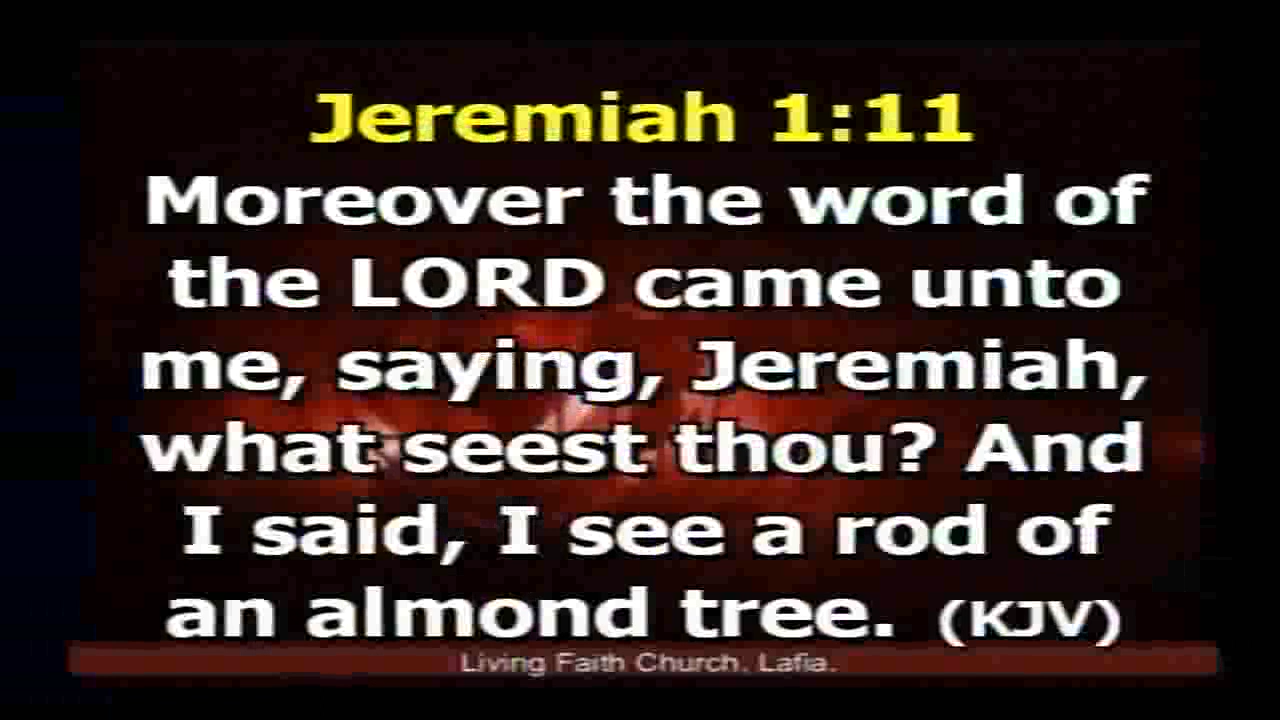 Jeremiah 1:11
Moreover the word of
the LORD came unto
me, saying, Jeremiah,
what seest thou? And
I said, I see a rod of
an almond tree. (KJV)
Living Faith Church. Lafia.